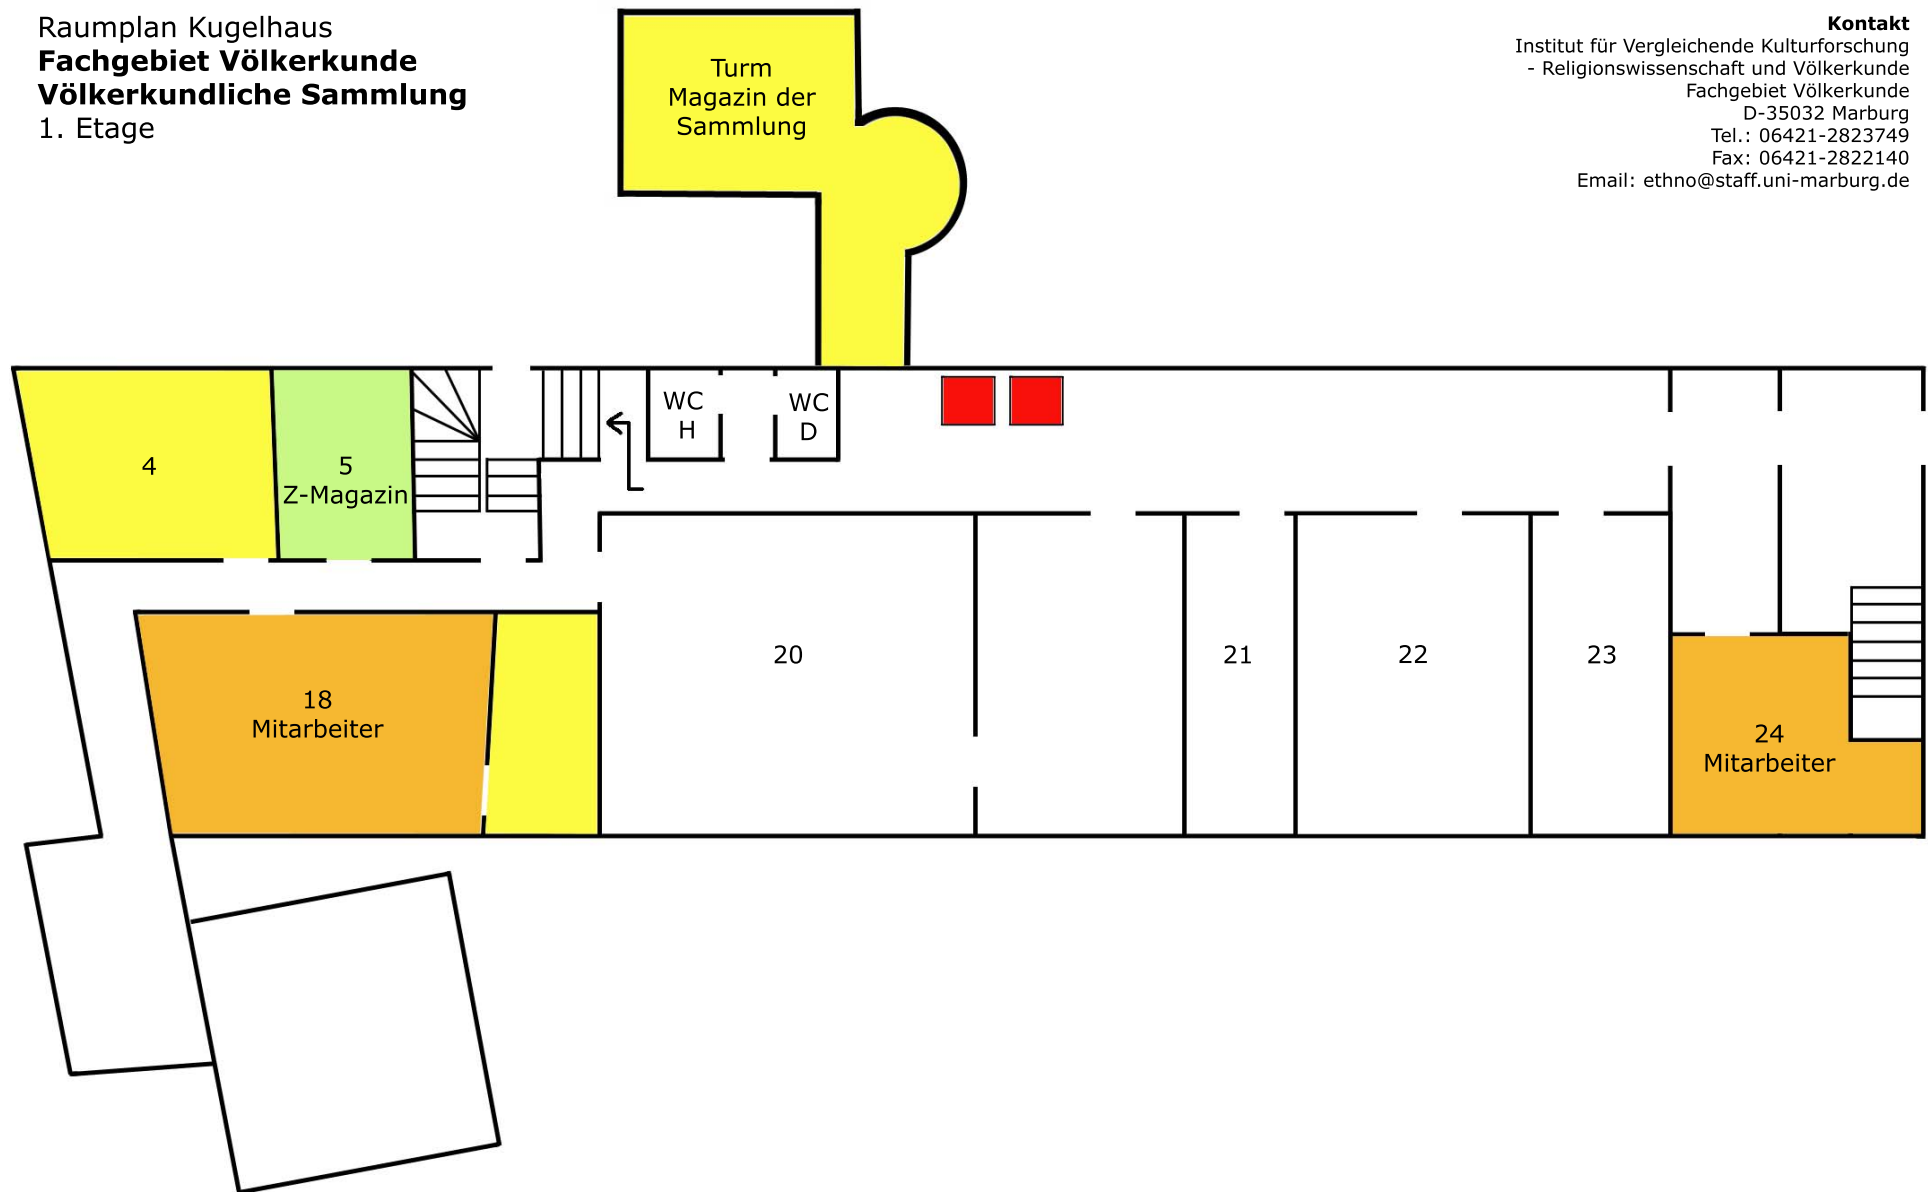 Raumplan Kugelhaus
Fachgebiet Völkerkunde
Völkerkundliche Sammlung
1. Etage
Kontakt
Institut für Vergleichende Kulturforschung
- Religionswissenschaft und Völkerkunde
Fachgebiet Völkerkunde
D-35032 Marburg
Tel.: 06421-2823749
Fax: 06421-2822140
Email: ethno@staff.uni-marburg.de
Turm
Magazin der
Sammlung
4
5
Z-Magazin
WC
H
WC
D
18
Mitarbeiter
20
21
22
23
24
Mitarbeiter